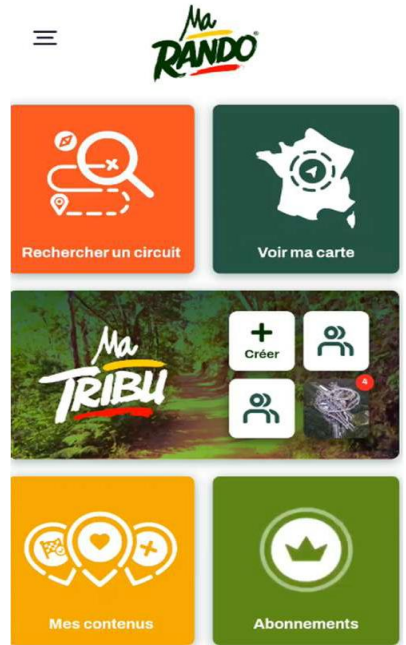 Ma
RANDO
Rechercher un circuit
Voir ma carte
Ma
TRIBU
Créer
4
Mes contenus
Abonnements